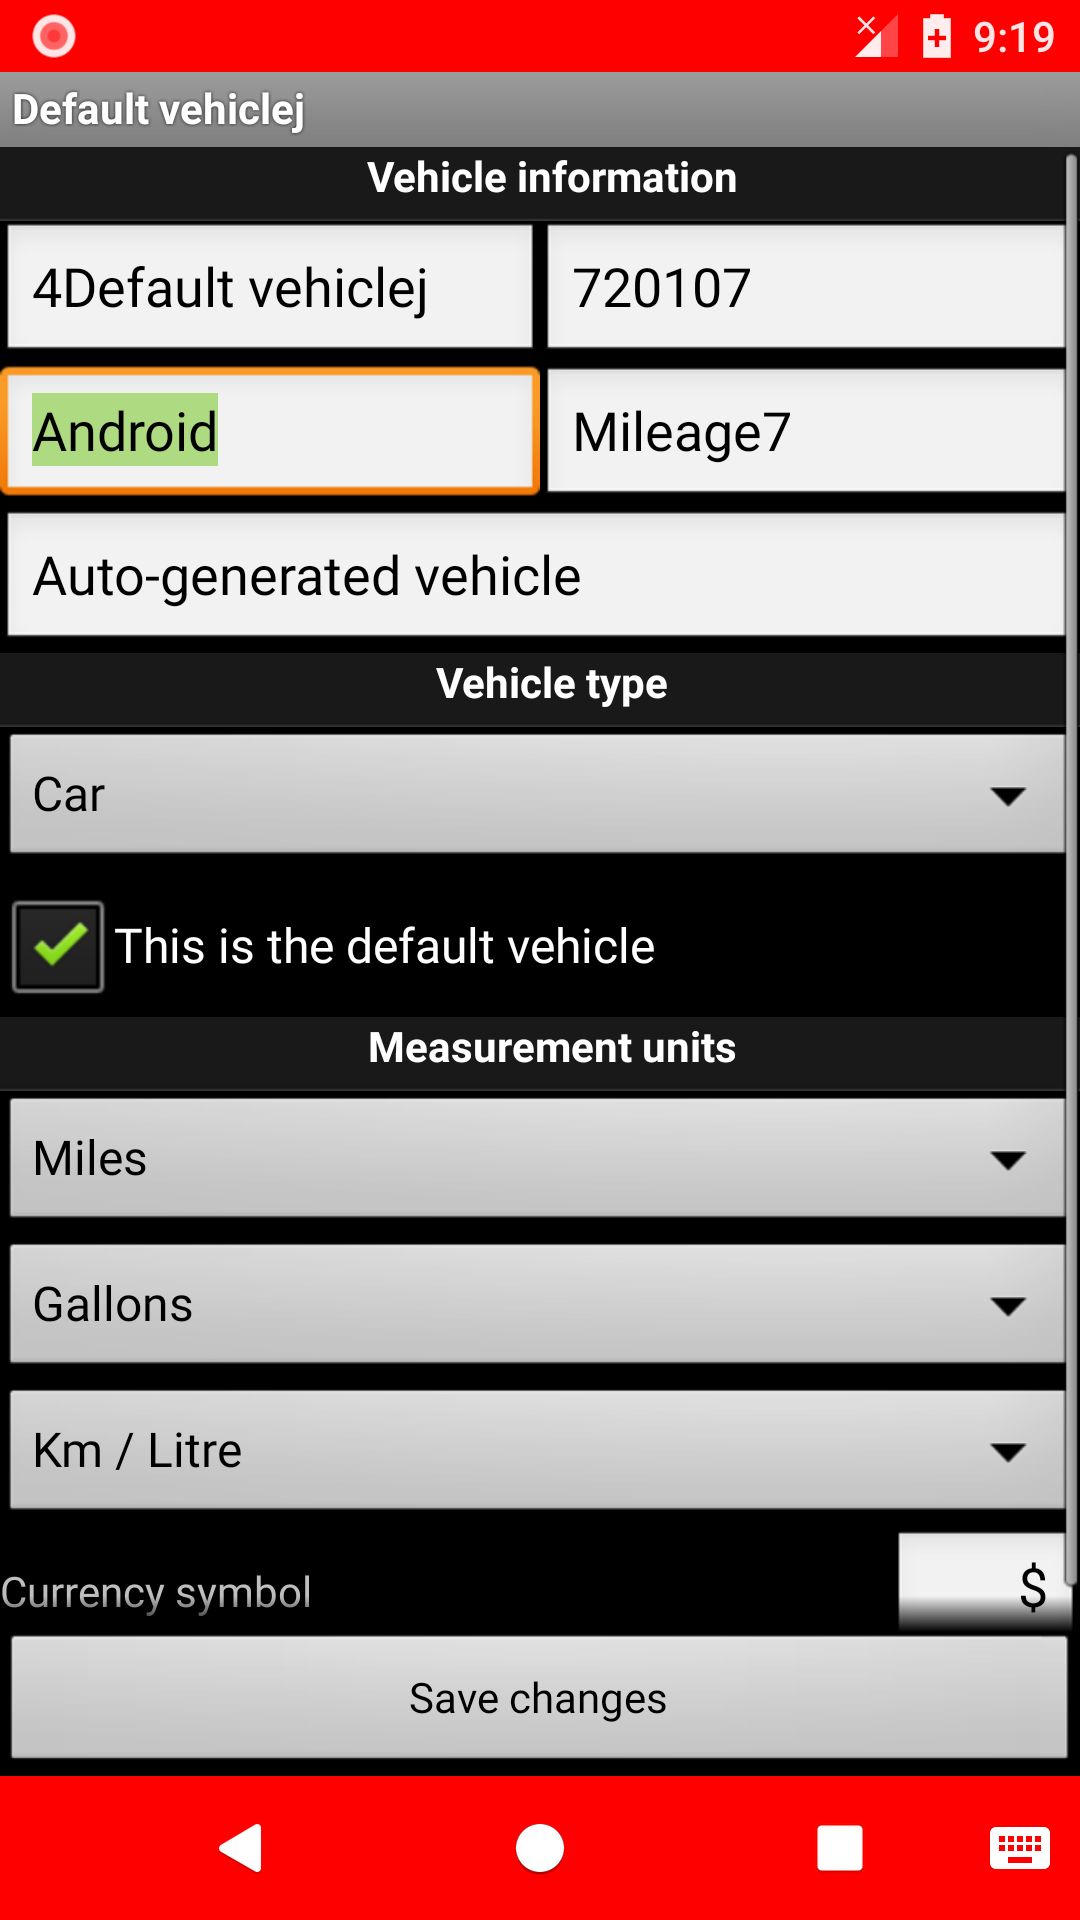 9:19
Default vehiclej
Vehicle information
4Default vehiclej 720107
Android Mileage7
Auto-generated vehicle
Vehicle type
Car
This is the default vehicle
Measurement units
Miles
Gallons
Km / Litre
Currency symbol $
Save changes